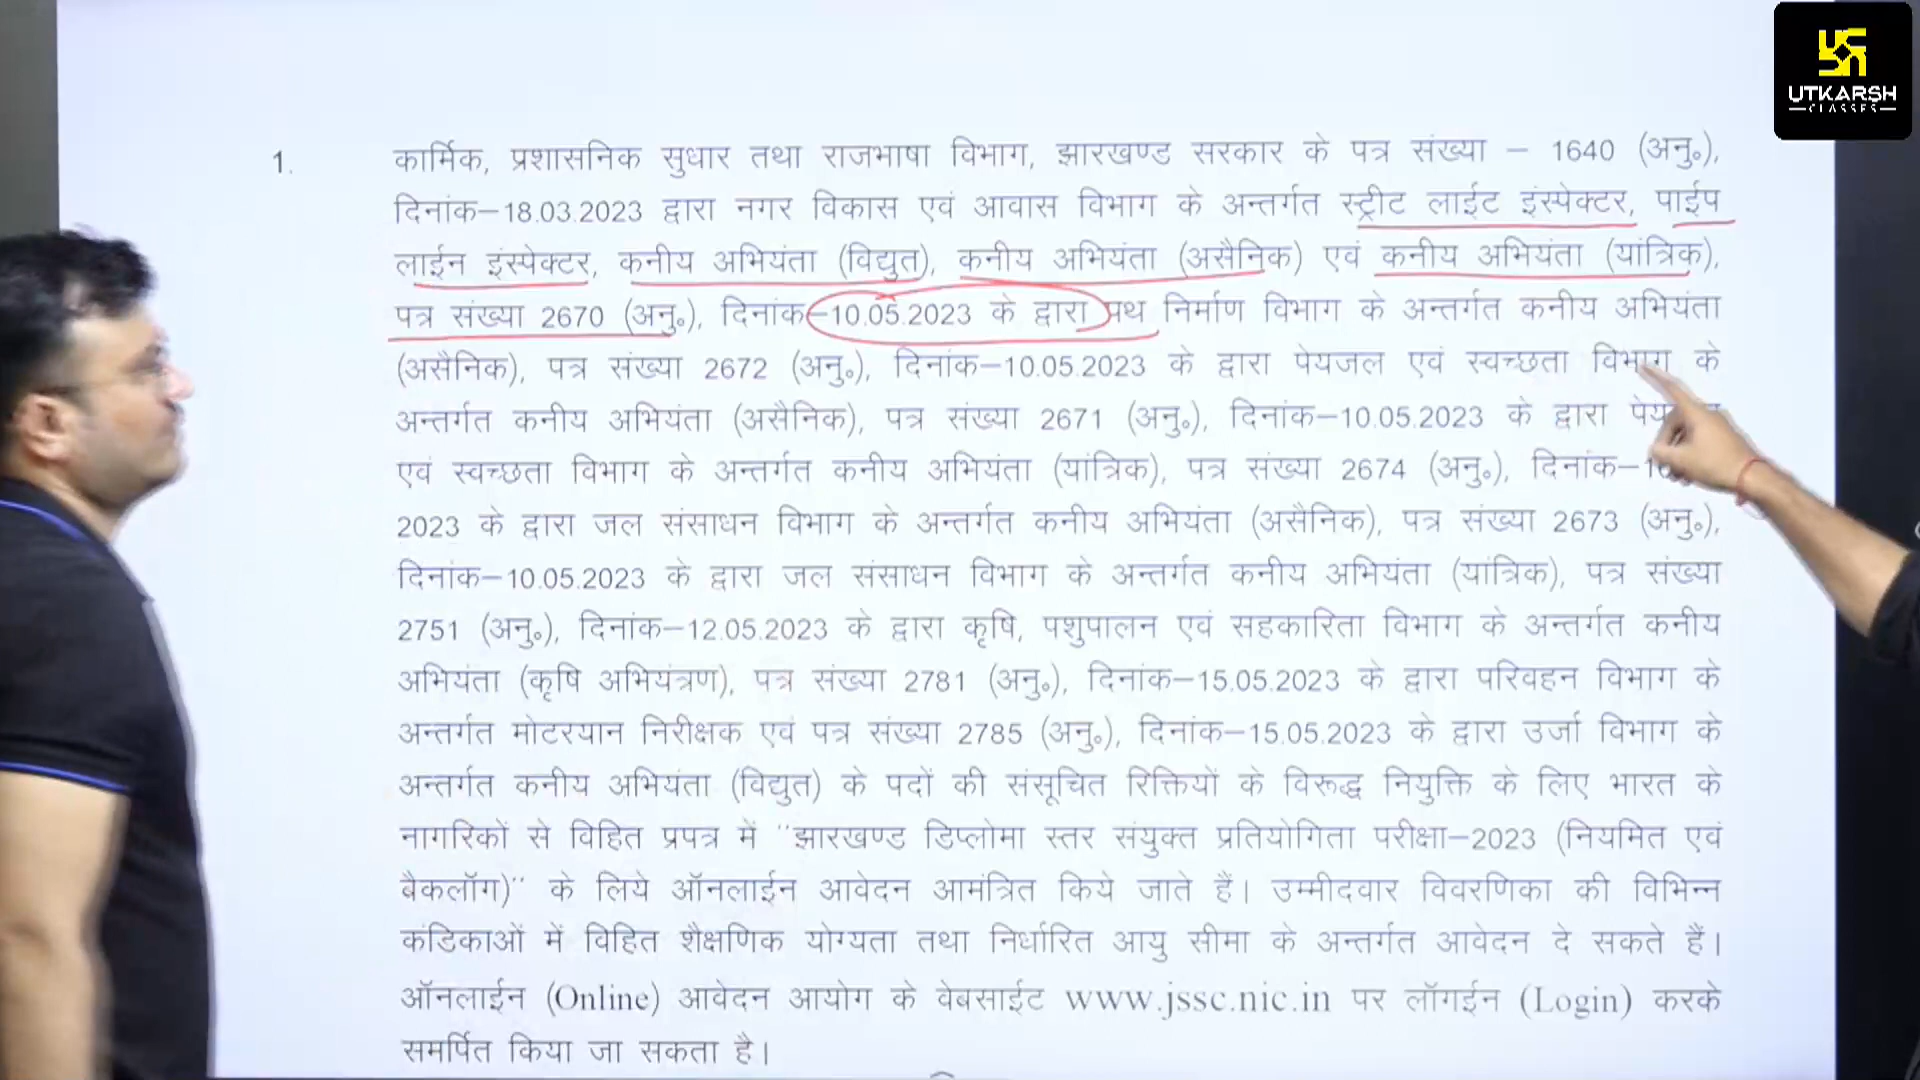 UTKARSH
CLASSES
1. कार्मिक, प्रशासनिक सुधार तथा राजभाषा विभाग, झारखण्ड सरकार के पत्र संख्या – 1640 (अनु॰),
दिनांक–18.03.2023 द्वारा नगर विकास एवं आवास विभाग के अन्तर्गत स्ट्रीट लाईट इंस्पेक्टर, पाईप
लाईन इंस्पेक्टर, कनीय अभियंता (विद्युत), कनीय अभियंता (असैनिक) एवं कनीय अभियंता (यांत्रिक),
पत्र संख्या 2670 (अनु॰), दिनांक–10.05.2023 के द्वारा पथ निर्माण विभाग के अन्तर्गत कनीय अभियंता
(असैनिक), पत्र संख्या 2672 (अनु॰), दिनांक–10.05.2023 के द्वारा पेयजल एवं स्वच्छता विभाग के
अन्तर्गत कनीय अभियंता (असैनिक), पत्र संख्या 2671 (अनु॰), दिनांक–10.05.2023 के द्वारा
एवं स्वच्छता विभाग के अन्तर्गत कनीय अभियंता (यांत्रिक), पत्र संख्या 2674 (अनु॰), दिनांक–
2023 के द्वारा जल संसाधन विभाग के अन्तर्गत कनीय अभियंता (असैनिक), पत्र संख्या 2673 (अनु॰),
दिनांक–10.05.2023 के द्वारा जल संसाधन विभाग के अन्तर्गत कनीय अभियंता (यांत्रिक), पत्र संख्या
2751 (अनु॰), दिनांक–12.05.2023 के द्वारा कृषि, पशुपालन एवं सहकारिता विभाग के अन्तर्गत कनीय
अभियंता (कृषि अभियंत्रण), पत्र संख्या 2781 (अनु॰), दिनांक–15.05.2023 के द्वारा परिवहन विभाग के
अन्तर्गत मोटरयान निरीक्षक एवं पत्र संख्या 2785 (अनु॰), दिनांक–15.05.2023 के द्वारा उर्जा विभाग के
अन्तर्गत कनीय अभियंता (विद्युत) के पदों की संसूचित रिक्तियों के विरूद्ध नियुक्ति के लिए भारत के
नागरिकों से विहित प्रपत्र में ''झारखण्ड डिप्लोमा स्तर संयुक्त प्रतियोगिता परीक्षा–2023 (नियमित एवं
बैकलॉग)'' के लिये ऑनलाईन आवेदन आमंत्रित किये जाते हैं। उम्मीदवार विवरणिका की विभिन्न
कंडिकाओं में विहित शैक्षणिक योग्यता तथा निर्धारित आयु सीमा के अन्तर्गत आवेदन दे सकते हैं।
ऑनलाईन (Online) आवेदन आयोग के वेबसाईट www.jssc.nic.in पर लॉगईन (Login) करके
समर्पित किया जा सकता है।